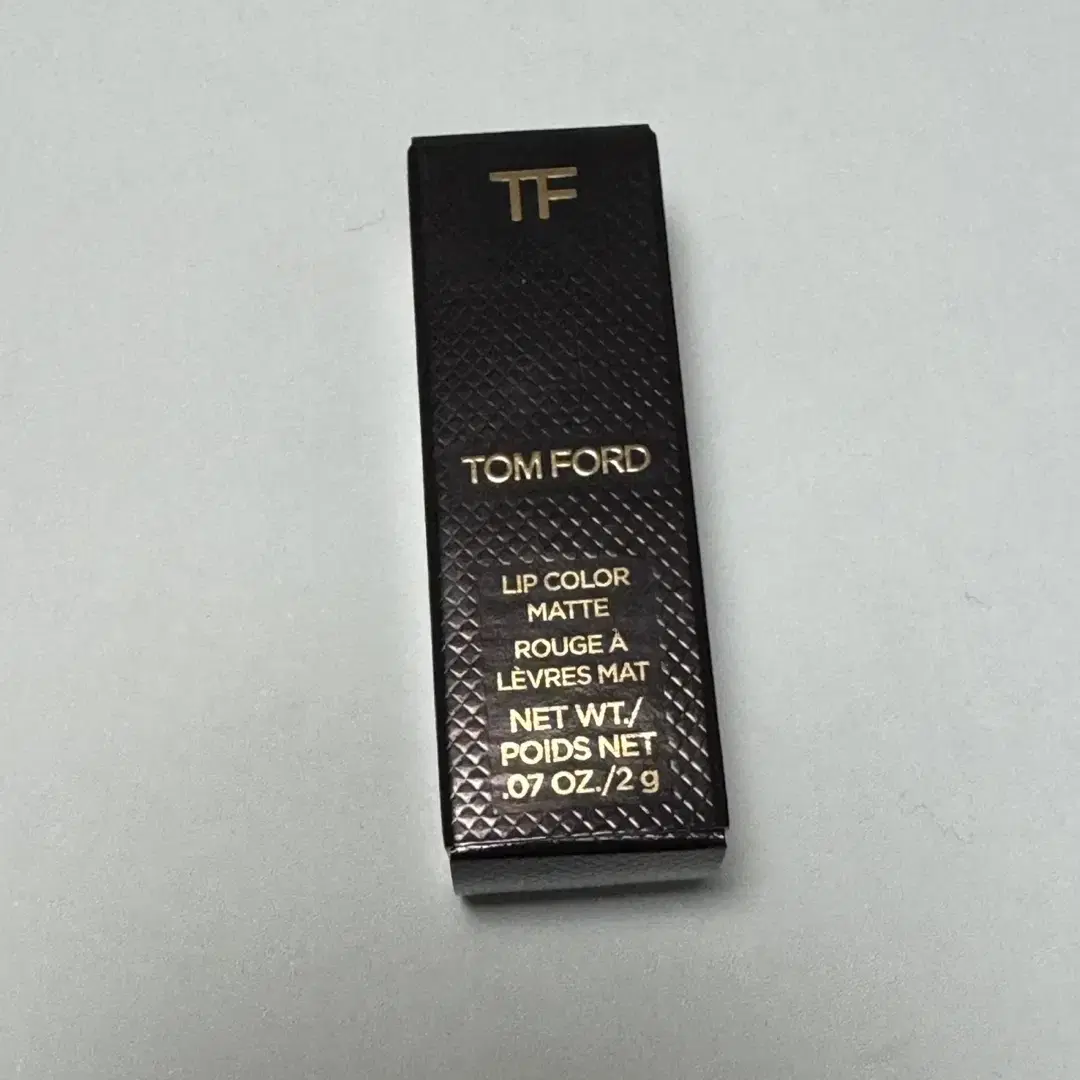 TF
TOM FORD
LIP COLOR
MATTE
ROUGE À
LÈVRES MAT
NET WT./
POIDS NET
.07 OZ./2 g